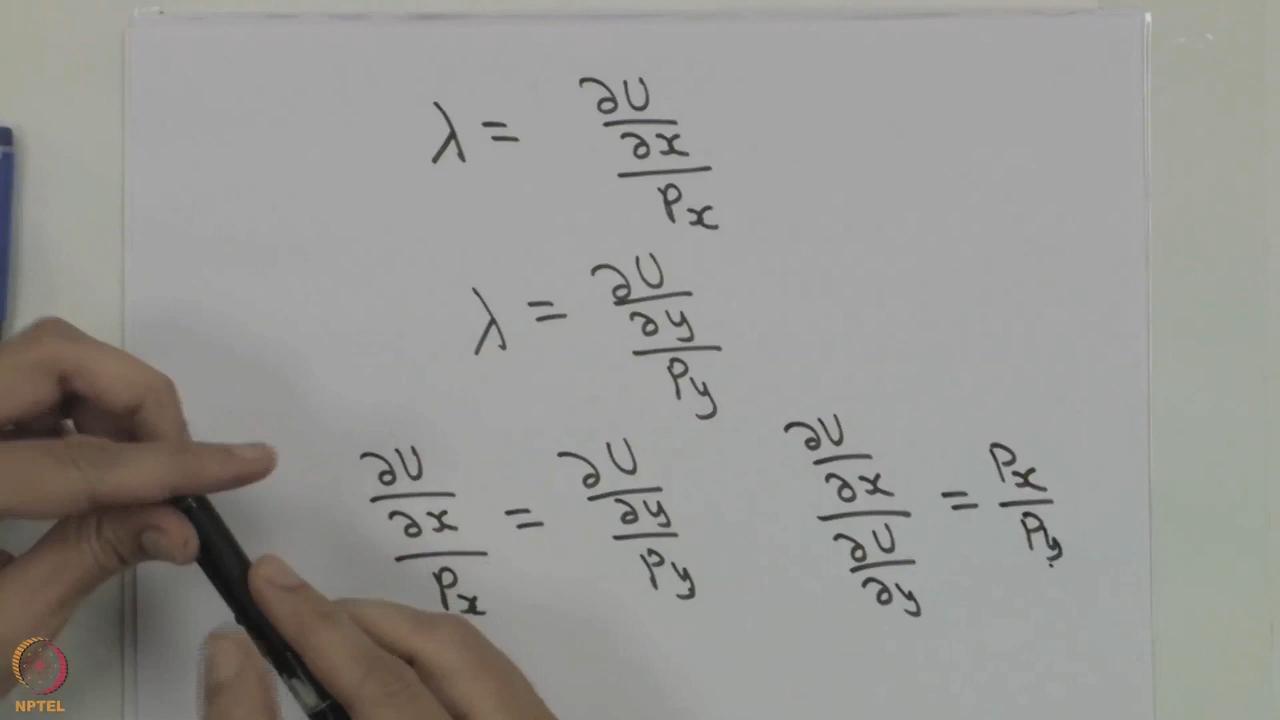 λ = ∂U/∂x / Px
λ = ∂U/∂y / Py
∂U/∂x / Px = ∂U/∂y / Py
∂U/∂x / ∂U/∂y = Px/Py
NPTEL